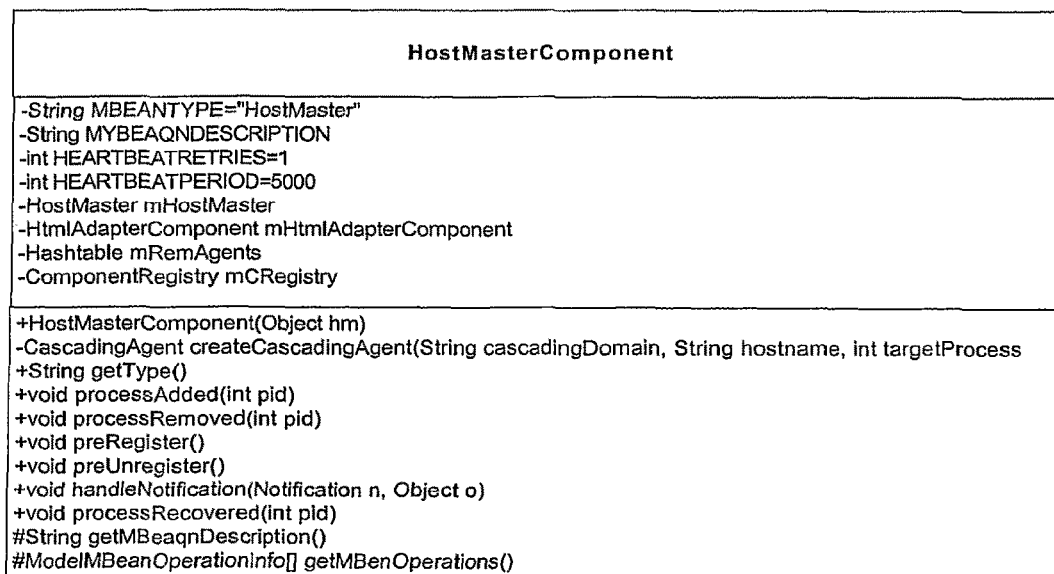 HostMasterComponent
-String MBEANTYPE="HostMaster"
-String MYBEAQNDESCRIPTION
-int HEARTBEATRETRIES=1
-int HEARTBEATPERIOD=5000
-HostMaster mHostMaster
-HtmlAdapterComponent mHtmlAdapterComponent
-Hashtable mRemAgents
-ComponentRegistry mCRegistry
+HostMasterComponent(Object hm)
-CascadingAgent createCascadingAgent(String cascadingDomain, String hostname, int targetProcess
+String getType()
+void processAdded(int pid)
+void processRemoved(int pid)
+void preRegister()
+void preUnregister()
+void handleNotification(Notification n, Object o)
+void processRecovered(int pid)
#String getMBeaqnDescription()
#ModelMBeanOperationInfo[] getMBenOperations()